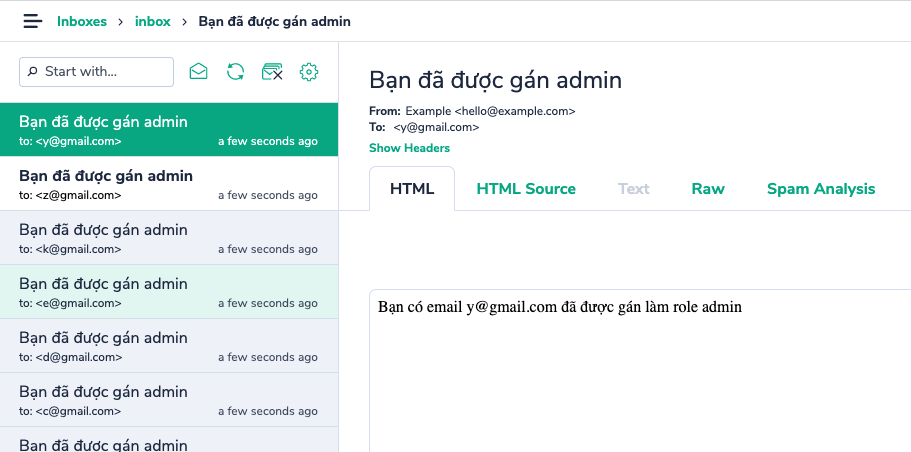 Inboxes > inbox > Bạn đã được gán admin
Start with...
Bạn đã được gán admin
to: <y@gmail.com> a few seconds ago
Bạn đã được gán admin
to: <z@gmail.com> a few seconds ago
Bạn đã được gán admin
to: <k@gmail.com> a few seconds ago
Bạn đã được gán admin
to: <e@gmail.com> a few seconds ago
Bạn đã được gán admin
to: <d@gmail.com> a few seconds ago
Bạn đã được gán admin
to: <c@gmail.com> a few seconds ago
Bạn đã được gán admin
Bạn đã được gán admin
From: Example <hello@example.com>
To: <y@gmail.com>
Show Headers
HTML HTML Source Text Raw Spam Analysis
Bạn có email y@gmail.com đã được gán làm role admin